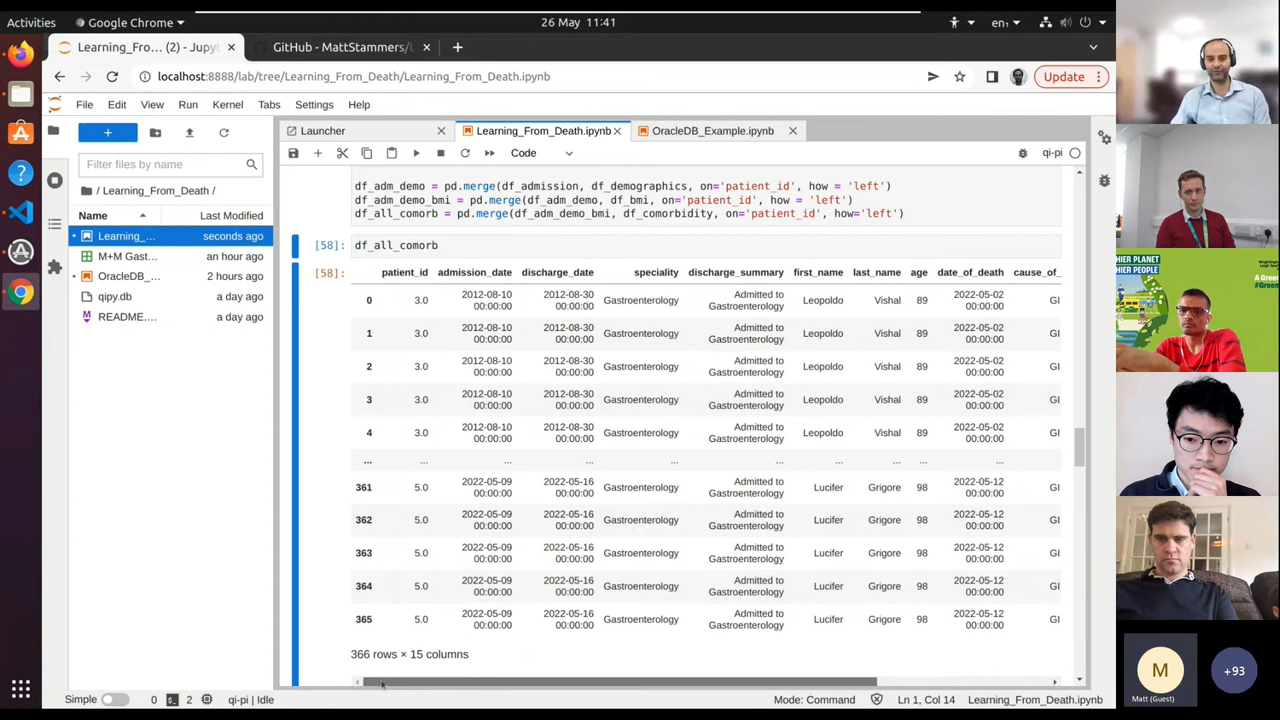 Activities
Google Chrome
26 May 11:41
en₁
Learning_Fro… (2) - Jupyt
GitHub - MattStammers/L
localhost:8888/lab/tree/Learning_From_Death/Learning_From_Death.ipynb
Update
File Edit View Run Kernel Tabs Settings Help
Launcher
Learning_From_Death.ipynb
OracleDB_Example.ipynb
Code
qi-pi
Filter files by name
/ Learning_From_Death /
Name Last Modified
Learning_… seconds ago
M+M Gast… an hour ago
OracleDB_… 2 hours ago
qipy.db a day ago
README.… a day ago
df_adm_demo = pd.merge(df_admission, df_demographics, on='patient_id', how = 'left')
df_adm_demo_bmi = pd.merge(df_adm_demo, df_bmi, on='patient_id', how = 'left')
df_all_comorb = pd.merge(df_adm_demo_bmi, df_comorbidity, on='patient_id', how='left')
[58]: df_all_comorb
[58]:
patient_id admission_date discharge_date speciality discharge_summary first_name last_name age date_of_death cause_of_
0 3.0 2012-08-10 00:00:00 2012-08-30 00:00:00 Gastroenterology Admitted to Gastroenterology Leopoldo Vishal 89 2022-05-02 00:00:00 GI
1 3.0 2012-08-10 00:00:00 2012-08-30 00:00:00 Gastroenterology Admitted to Gastroenterology Leopoldo Vishal 89 2022-05-02 00:00:00 GI
2 3.0 2012-08-10 00:00:00 2012-08-30 00:00:00 Gastroenterology Admitted to Gastroenterology Leopoldo Vishal 89 2022-05-02 00:00:00 GI
3 3.0 2012-08-10 00:00:00 2012-08-30 00:00:00 Gastroenterology Admitted to Gastroenterology Leopoldo Vishal 89 2022-05-02 00:00:00 GI
4 3.0 2012-08-10 00:00:00 2012-08-30 00:00:00 Gastroenterology Admitted to Gastroenterology Leopoldo Vishal 89 2022-05-02 00:00:00 GI
... ... ... ... ... ... ... ... ... ...
361 5.0 2022-05-09 00:00:00 2022-05-16 00:00:00 Gastroenterology Admitted to Gastroenterology Lucifer Grigore 98 2022-05-12 00:00:00 GI
362 5.0 2022-05-09 00:00:00 2022-05-16 00:00:00 Gastroenterology Admitted to Gastroenterology Lucifer Grigore 98 2022-05-12 00:00:00 GI
363 5.0 2022-05-09 00:00:00 2022-05-16 00:00:00 Gastroenterology Admitted to Gastroenterology Lucifer Grigore 98 2022-05-12 00:00:00 GI
364 5.0 2022-05-09 00:00:00 2022-05-16 00:00:00 Gastroenterology Admitted to Gastroenterology Lucifer Grigore 98 2022-05-12 00:00:00 GI
365 5.0 2022-05-09 00:00:00 2022-05-16 00:00:00 Gastroenterology Admitted to Gastroenterology Lucifer Grigore 98 2022-05-12 00:00:00 GI
366 rows × 15 columns
Simple 0 2 qi-pi | Idle
Mode: Command Ln 1, Col 14 Learning_From_Death.ipynb
HIER PLANET
HIER PEOPLE
A Green
#Green
M
Matt (Guest)
+93